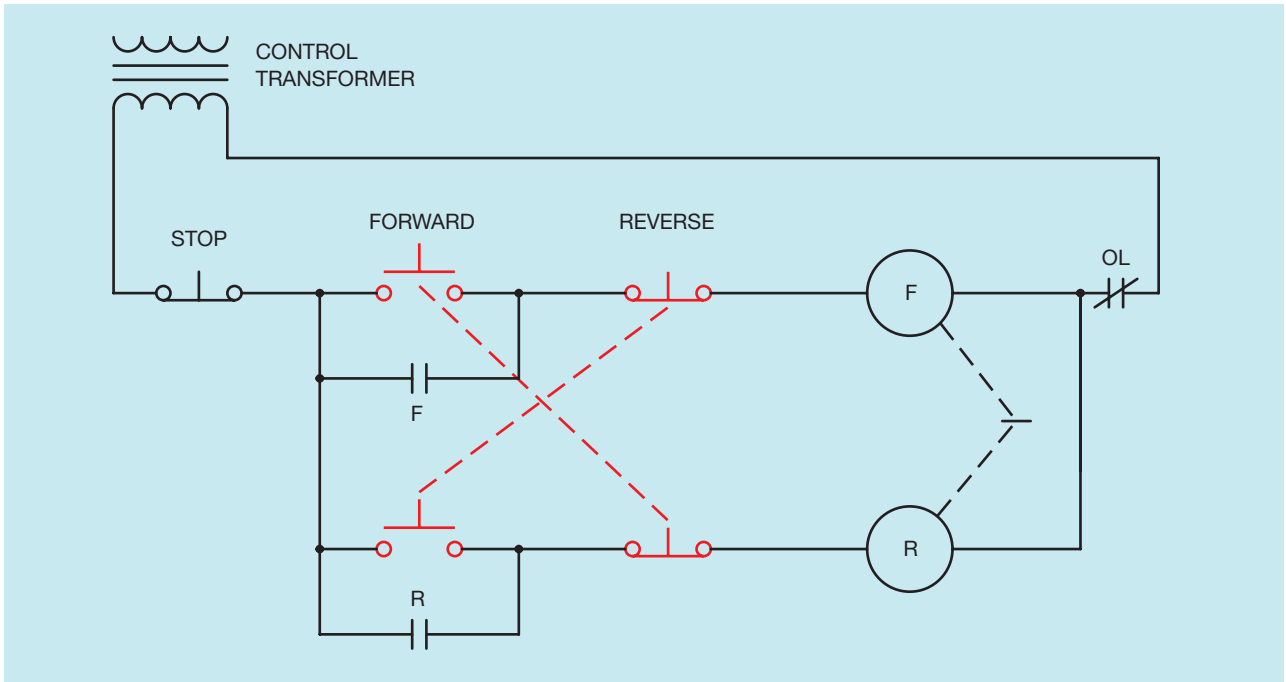 CONTROL
TRANSFORMER
FORWARD
REVERSE
STOP
OL
F
F
R
R